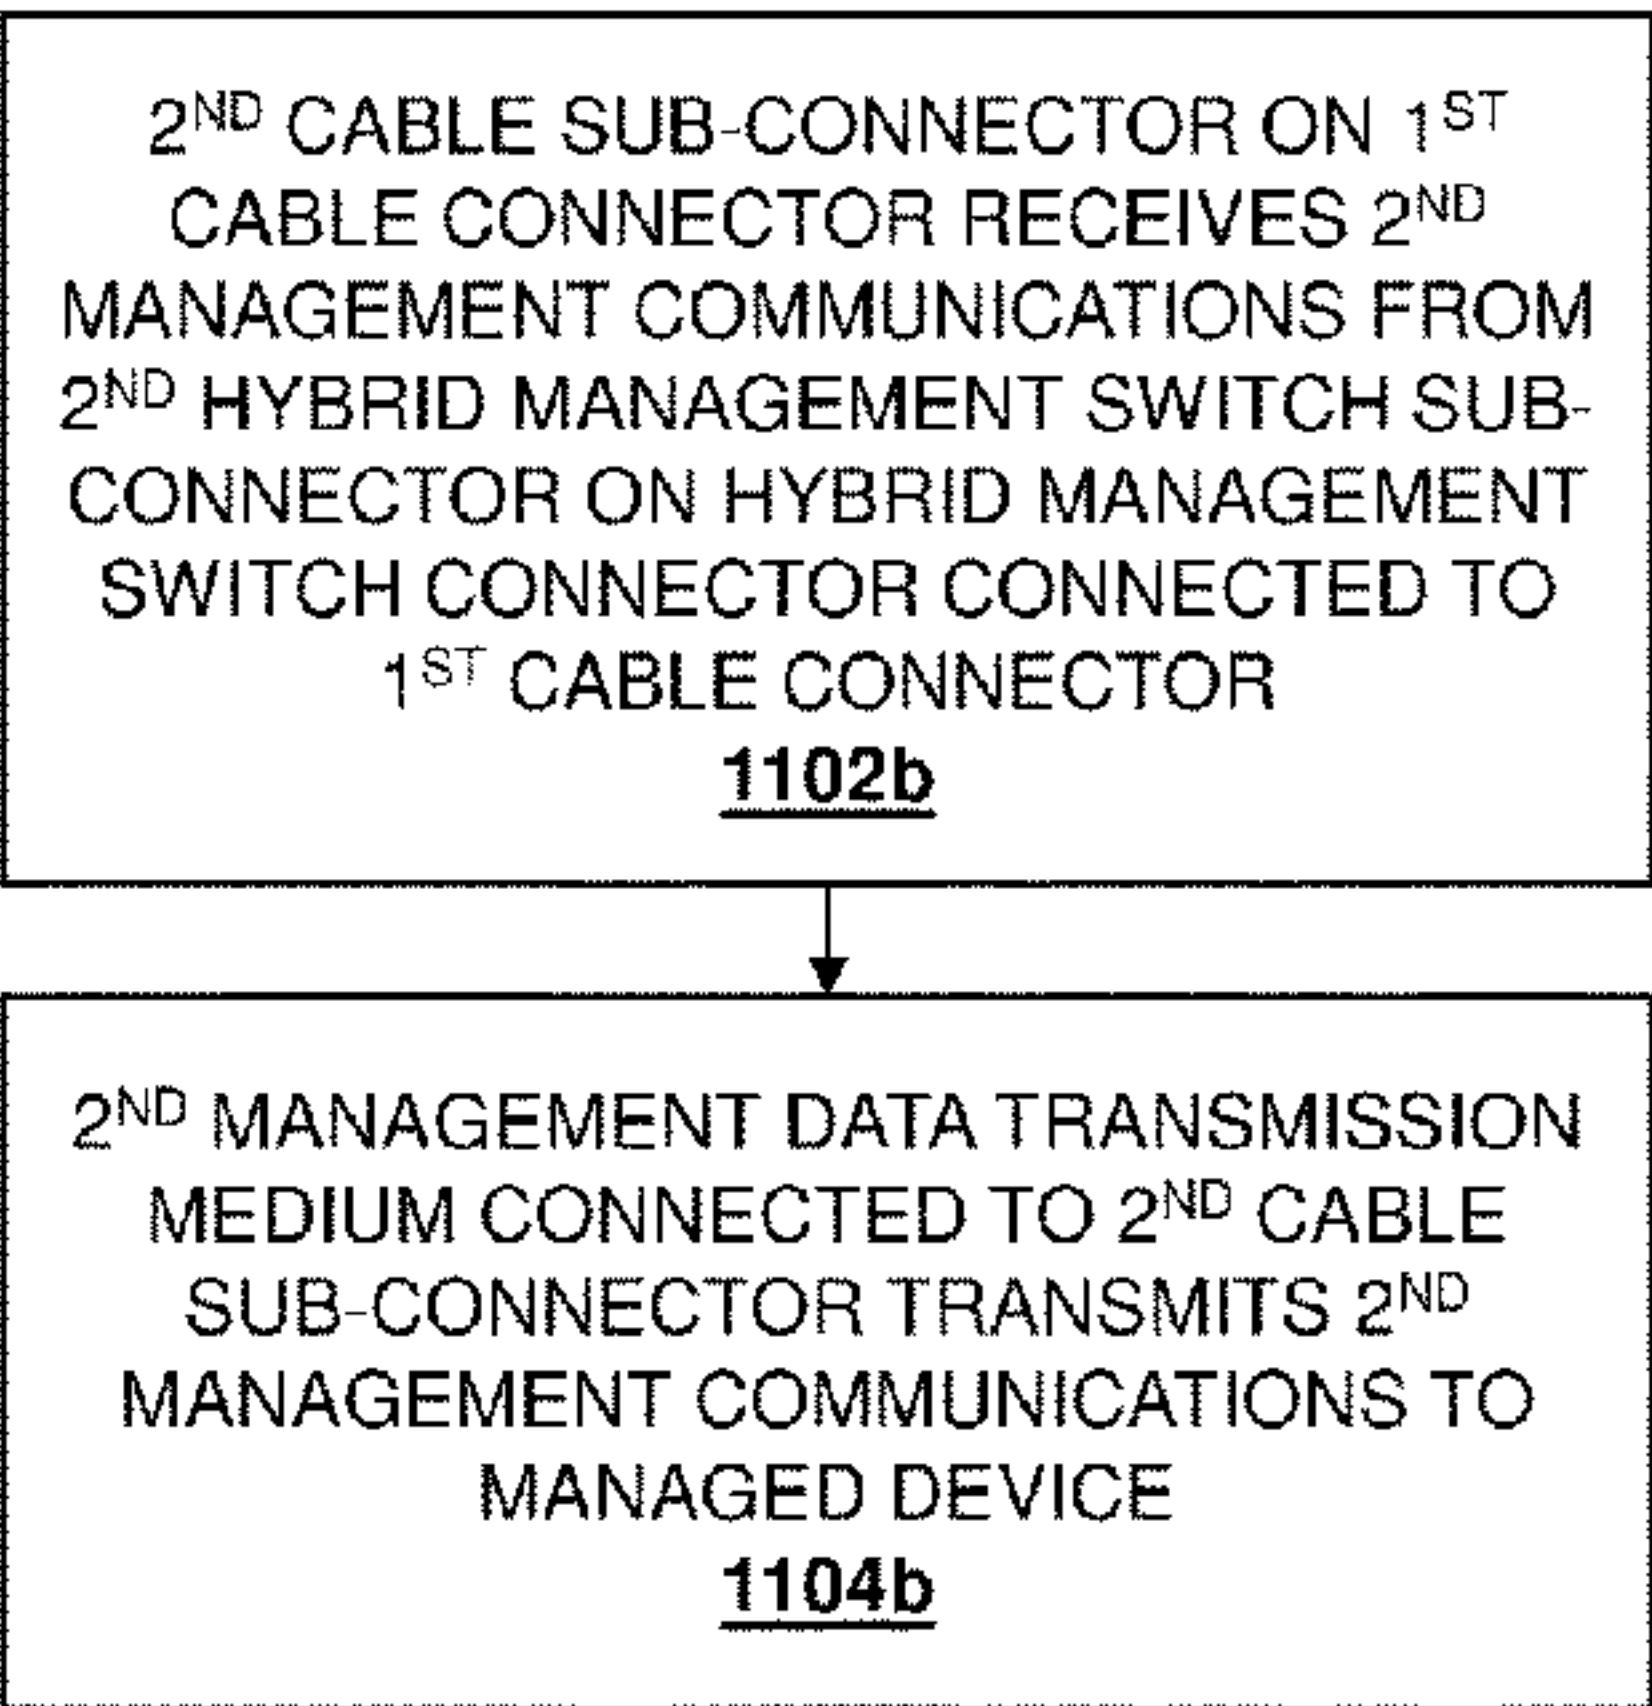 2ND CABLE SUB-CONNECTOR ON 1ST
CABLE CONNECTOR RECEIVES 2ND
MANAGEMENT COMMUNICATIONS FROM
2ND HYBRID MANAGEMENT SWITCH SUB-
CONNECTOR ON HYBRID MANAGEMENT
SWITCH CONNECTOR CONNECTED TO
1ST CABLE CONNECTOR
1102b
2ND MANAGEMENT DATA TRANSMISSION
MEDIUM CONNECTED TO 2ND CABLE
SUB-CONNECTOR TRANSMITS 2ND
MANAGEMENT COMMUNICATIONS TO
MANAGED DEVICE
1104b